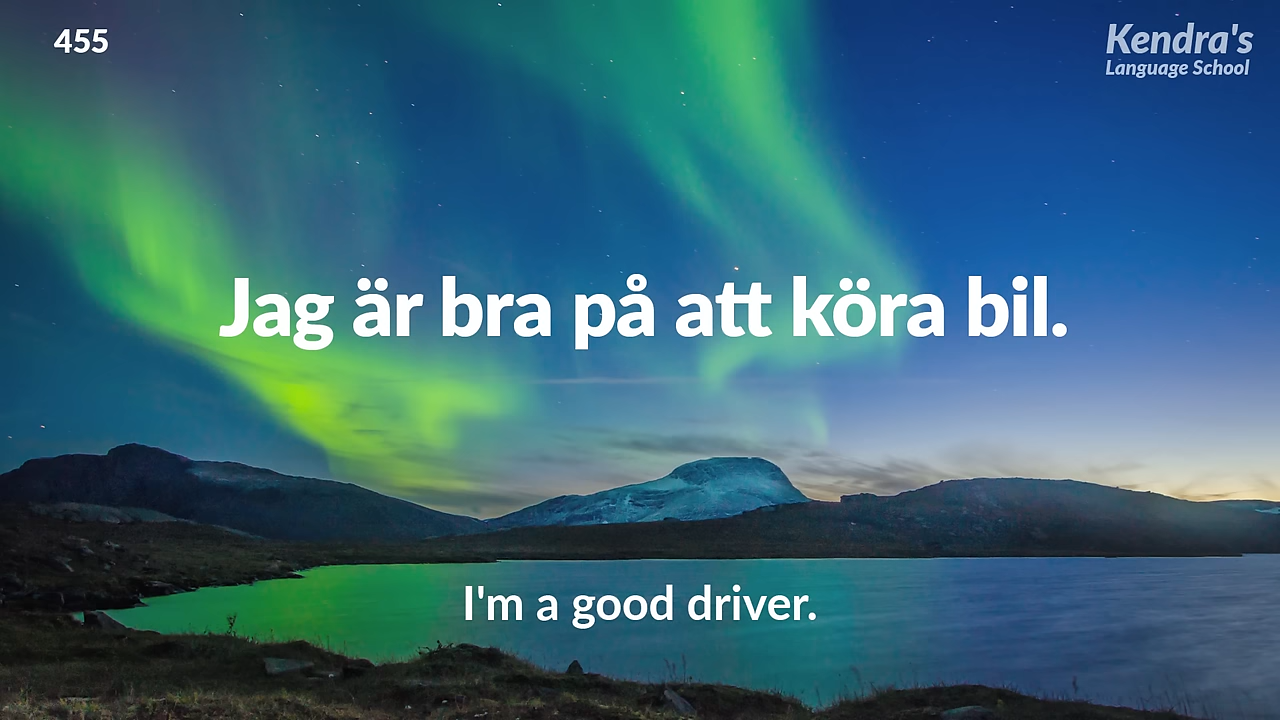 455
Kendra's
Language School
Jag är bra på att köra bil.
I'm a good driver.